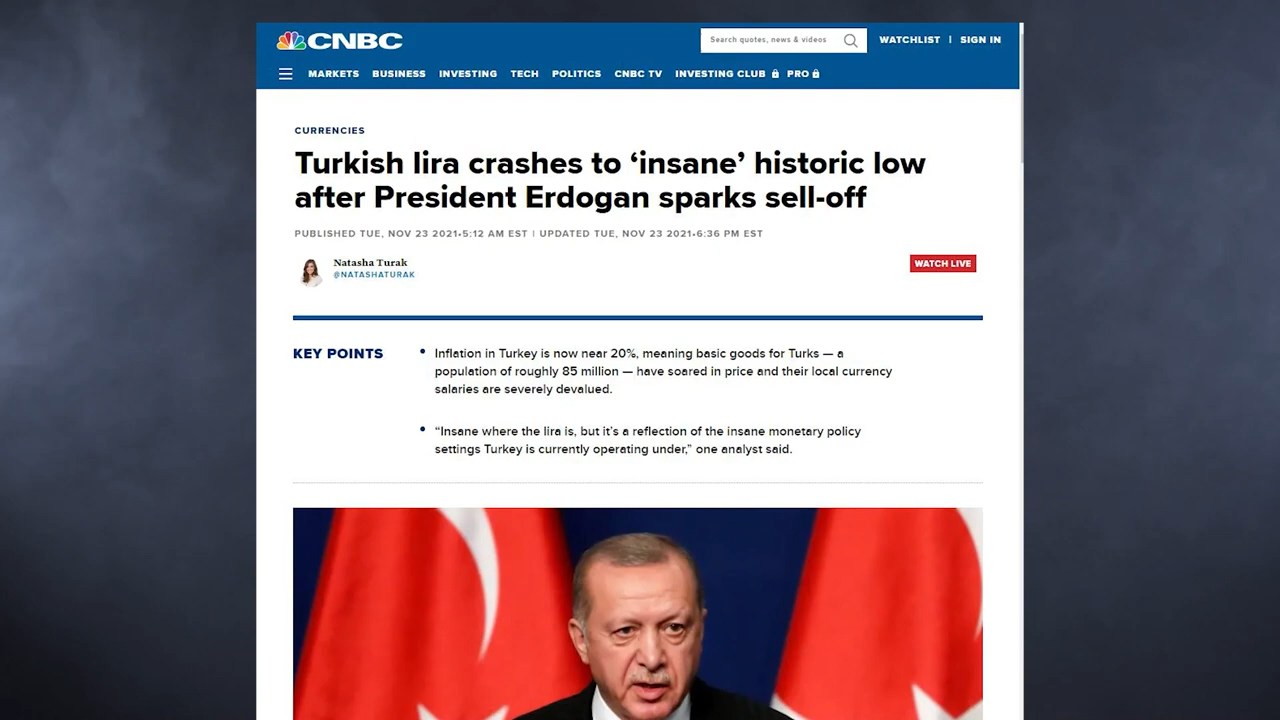 CNBC
Search quotes, news & videos
WATCHLIST | SIGN IN
MARKETS BUSINESS INVESTING TECH POLITICS CNBC TV INVESTING CLUB PRO
CURRENCIES
Turkish lira crashes to ‘insane’ historic low
after President Erdogan sparks sell-off
PUBLISHED TUE, NOV 23 2021•5:12 AM EST | UPDATED TUE, NOV 23 2021•6:36 PM EST
Natasha Turak
@NATASHATURAK
WATCH LIVE
KEY POINTS
• Inflation in Turkey is now near 20%, meaning basic goods for Turks — a
population of roughly 85 million — have soared in price and their local currency
salaries are severely devalued.
• “Insane where the lira is, but it’s a reflection of the insane monetary policy
settings Turkey is currently operating under,” one analyst said.